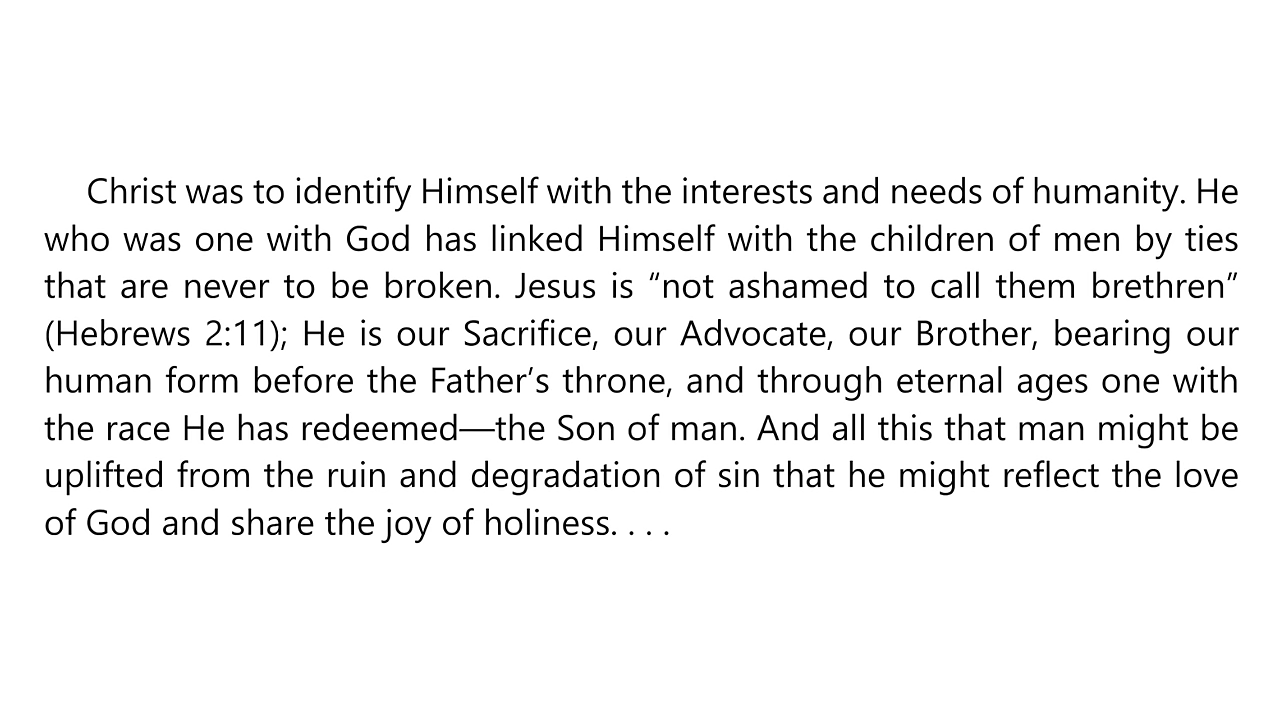 Christ was to identify Himself with the interests and needs of humanity. He
who was one with God has linked Himself with the children of men by ties
that are never to be broken. Jesus is “not ashamed to call them brethren”
(Hebrews 2:11); He is our Sacrifice, our Advocate, our Brother, bearing our
human form before the Father’s throne, and through eternal ages one with
the race He has redeemed—the Son of man. And all this that man might be
uplifted from the ruin and degradation of sin that he might reflect the love
of God and share the joy of holiness. . . .